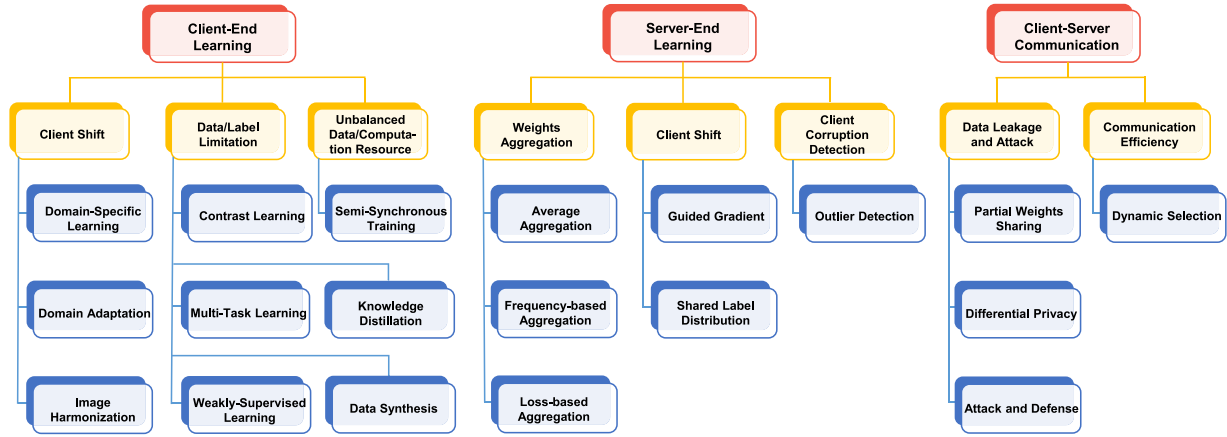 Client-End
Learning
Server-End
Learning
Client-Server
Communication
Client Shift
Data/Label
Limitation
Unbalanced
Data/Computa-
tion Resource
Weights
Aggregation
Client Shift
Client
Corruption
Detection
Data Leakage
and Attack
Communication
Efficiency
Domain-Specific
Learning
Contrast Learning
Semi-Synchronous
Training
Average
Aggregation
Guided Gradient
Outlier Detection
Partial Weights
Sharing
Dynamic Selection
Domain Adaptation
Multi-Task Learning
Knowledge
Distillation
Frequency-based
Aggregation
Shared Label
Distribution
Differential Privacy
Image
Harmonization
Weakly-Supervised
Learning
Data Synthesis
Loss-based
Aggregation
Attack and Defense